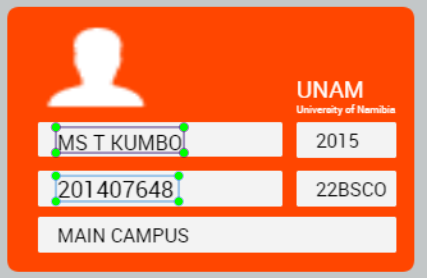 UNAM
University of Namibia
MS T KUMBO 2015
201407648 22BSCO
MAIN CAMPUS